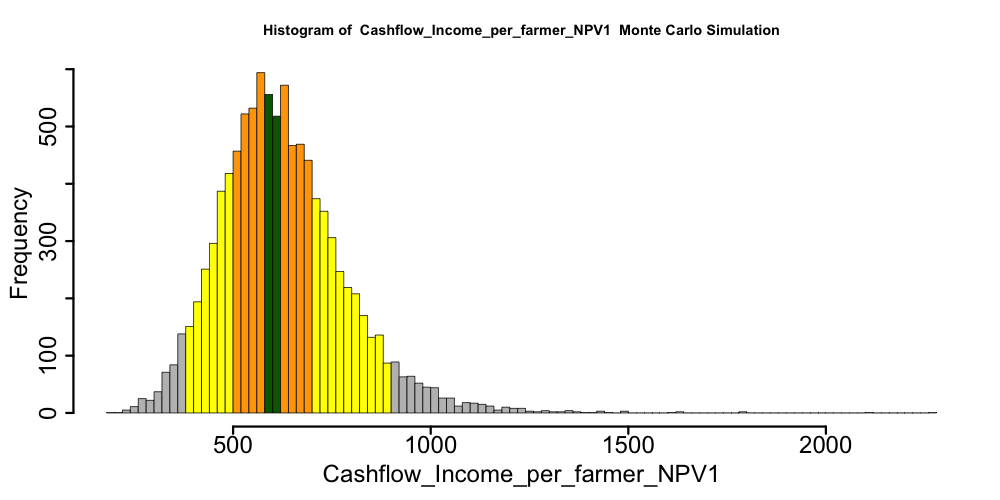 Histogram of  Cashflow_Income_per_farmer_NPV1  Monte Carlo Simulation
Frequency
500
300
100
0
500 1000 1500 2000
Cashflow_Income_per_farmer_NPV1